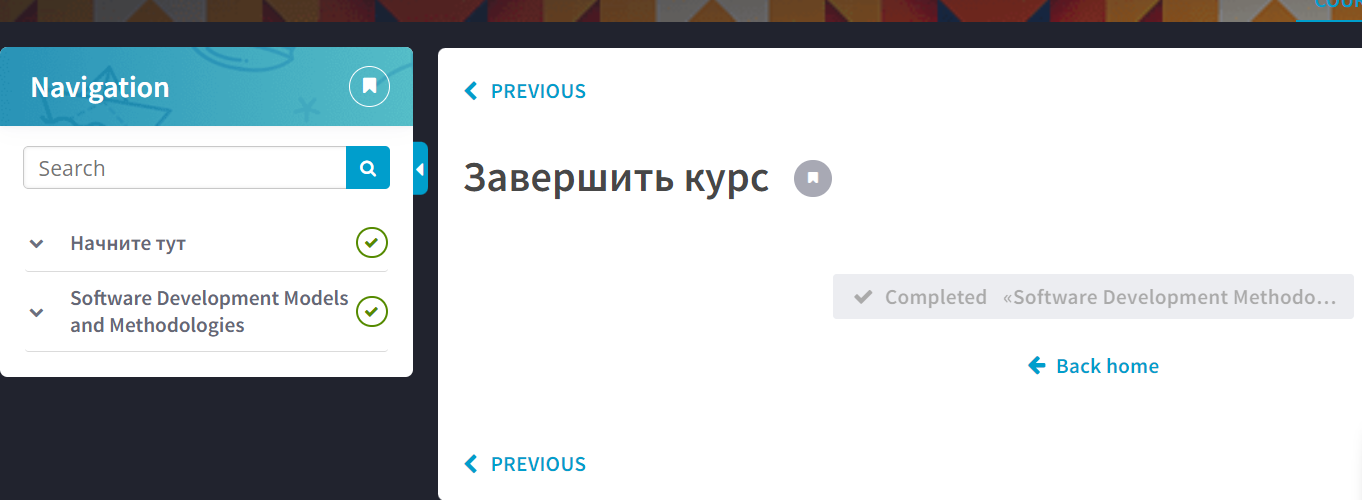 Navigation
Search
Начните тут
Software Development Models
and Methodologies
PREVIOUS
Завершить курс
Completed «Software Development Methodo...
Back home
PREVIOUS